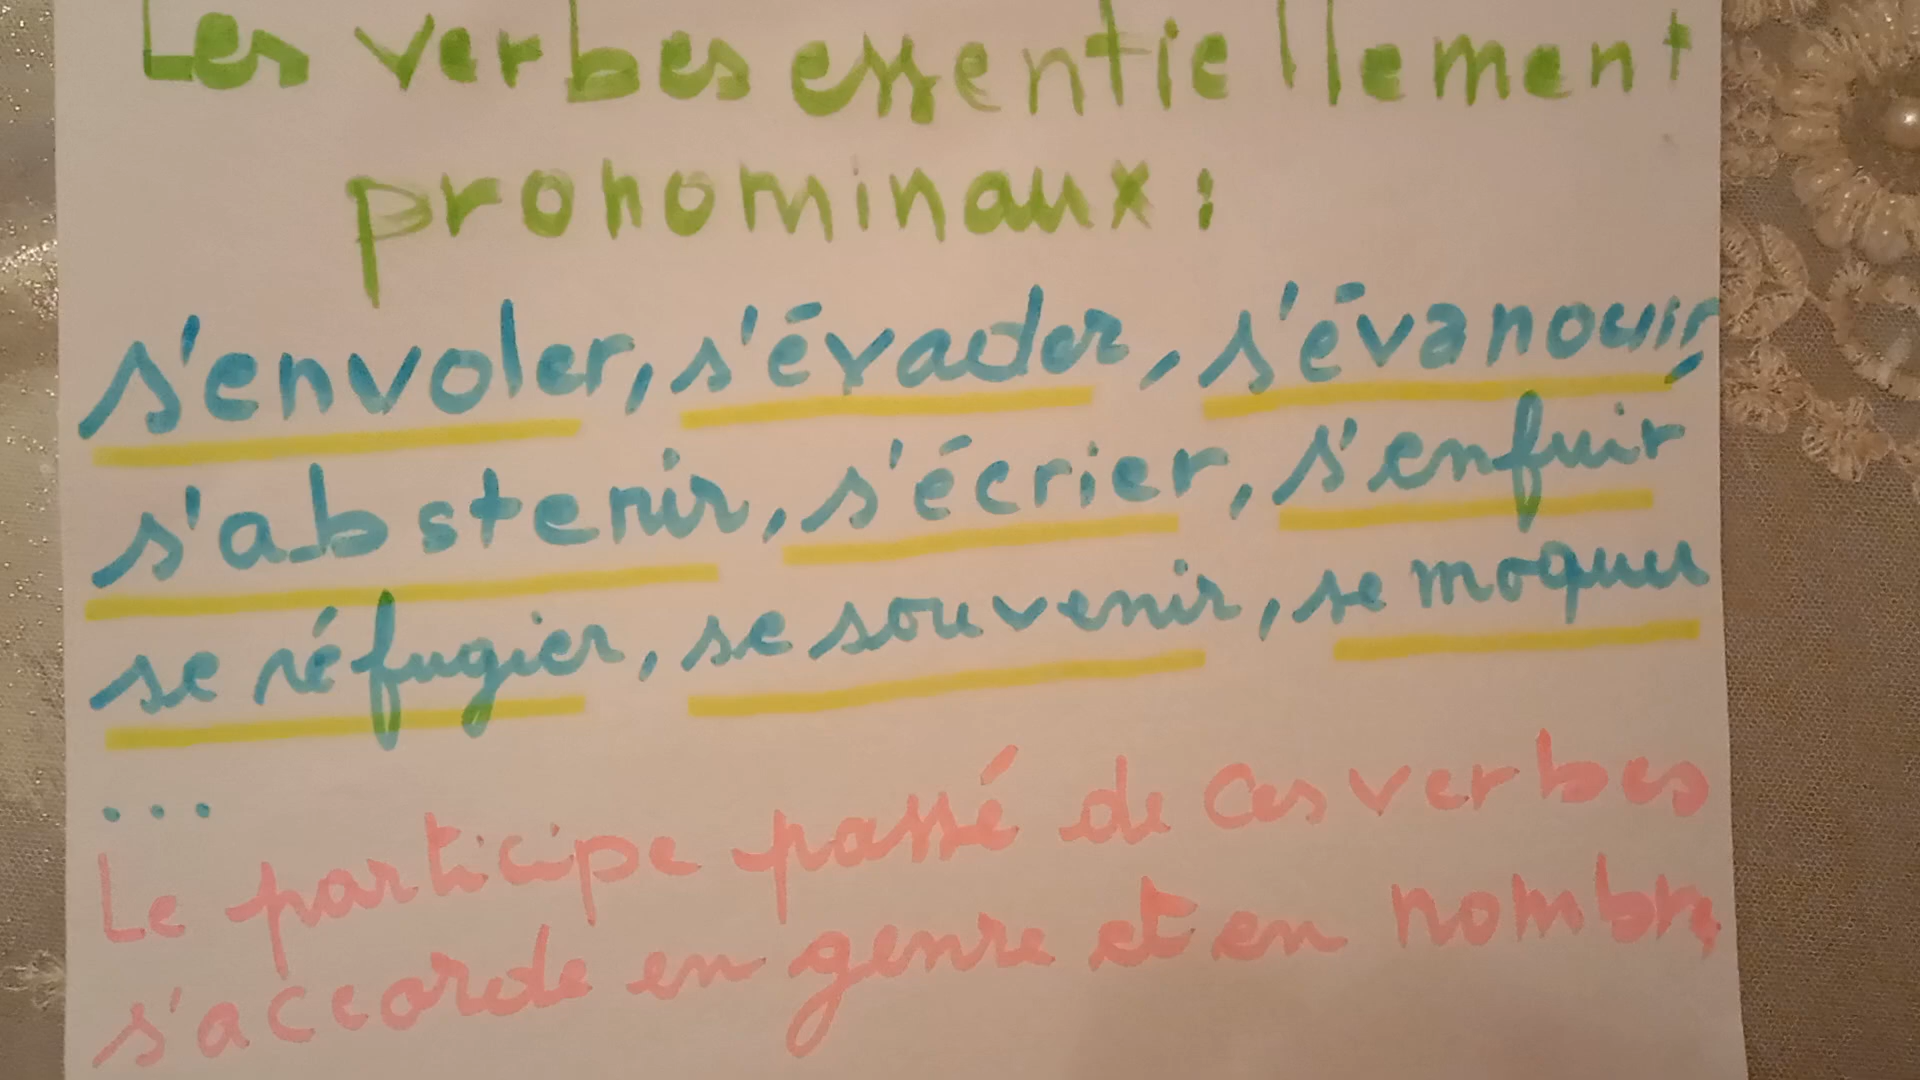 Les verbes essentiellement
pronominaux :
s'envoler, s'évader, s'évanouir,
s'abstenir, s'écrier, s'enfuir
se réfugier, se souvenir, se moquer
...
Le participe passé de ces verbes
s'accorde en genre et en nombre